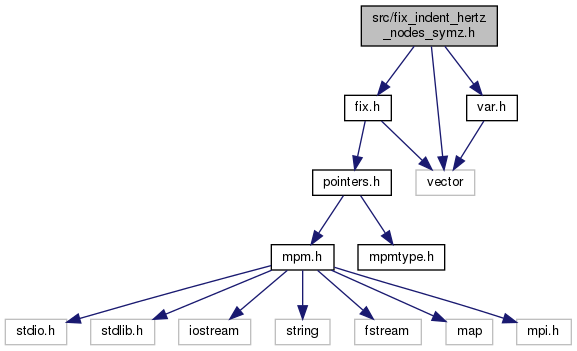 src/fix_indent_hertz
_nodes_symz.h
fix.h
var.h
pointers.h
vector
mpm.h
mpmtype.h
stdio.h
stdlib.h
iostream
string
fstream
map
mpi.h